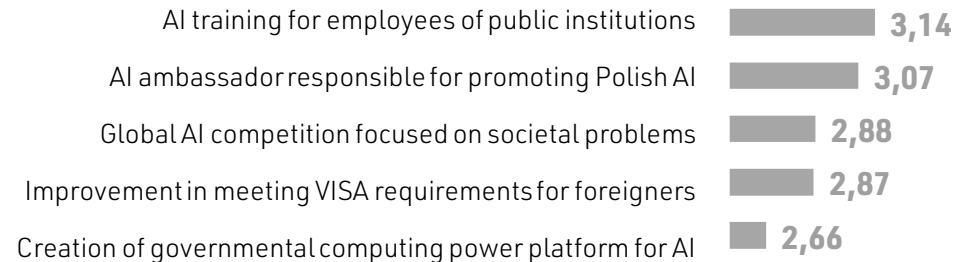 AI training for employees of public institutions 3,14
AI ambassador responsible for promoting Polish AI 3,07
Global AI competition focused on societal problems 2,88
Improvement in meeting VISA requirements for foreigners 2,87
Creation of governmental computing power platform for AI 2,66